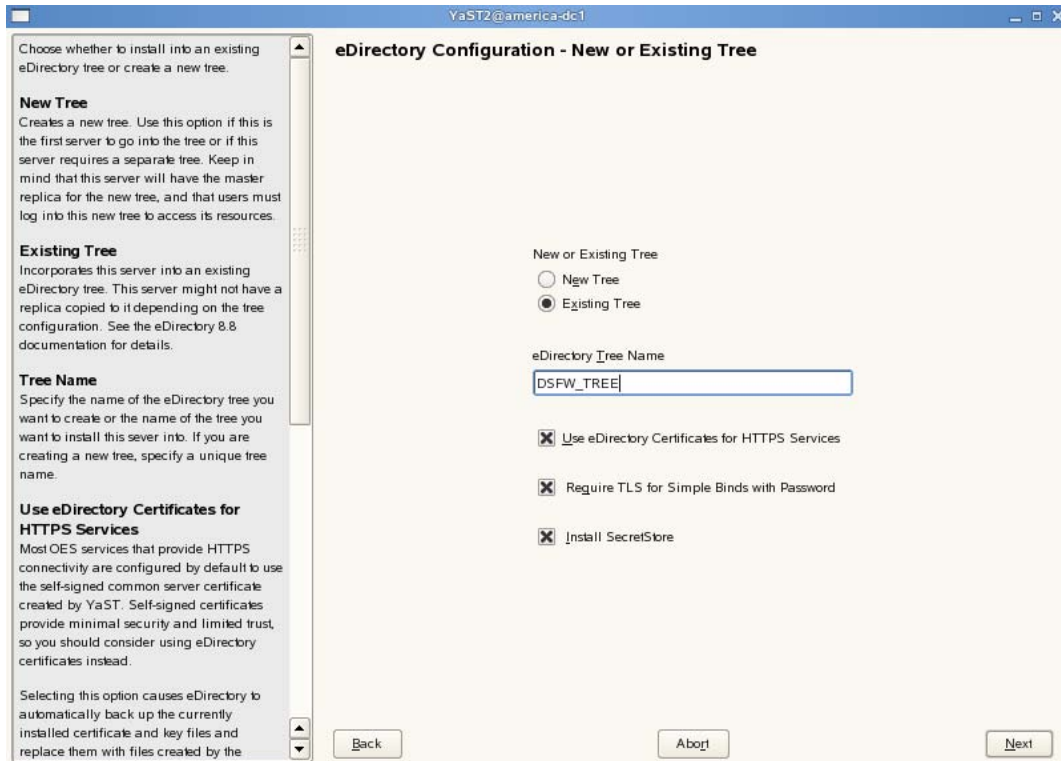 YaST2@america-dc1
Choose whether to install into an existing
eDirectory tree or create a new tree.
New Tree
Creates a new tree. Use this option if this is
the first server to go into the tree or if this
server requires a separate tree. Keep in
mind that this server will have the master
replica for the new tree, and that users must
log into this new tree to access its resources.
Existing Tree
Incorporates this server into an existing
eDirectory tree. This server might not have a
replica copied to it depending on the tree
configuration. See the eDirectory 8.8
documentation for details.
Tree Name
Specify the name of the eDirectory tree you
want to create or the name of the tree you
want to install this sever into. If you are
creating a new tree, specify a unique tree
name.
Use eDirectory Certificates for
HTTPS Services
Most OES services that provide HTTPS
connectivity are configured by default to use
the self-signed common server certificate
created by YaST. Self-signed certificates
provide minimal security and limited trust,
so you should consider using eDirectory
certificates instead.
Selecting this option causes eDirectory to
automatically back up the currently
installed certificate and key files and
replace them with files created by the
eDirectory Configuration - New or Existing Tree
New or Existing Tree
New Tree
Existing Tree
eDirectory Tree Name
DSFW_TREE
Use eDirectory Certificates for HTTPS Services
Require TLS for Simple Binds with Password
Install SecretStore
Back
Abort
Next